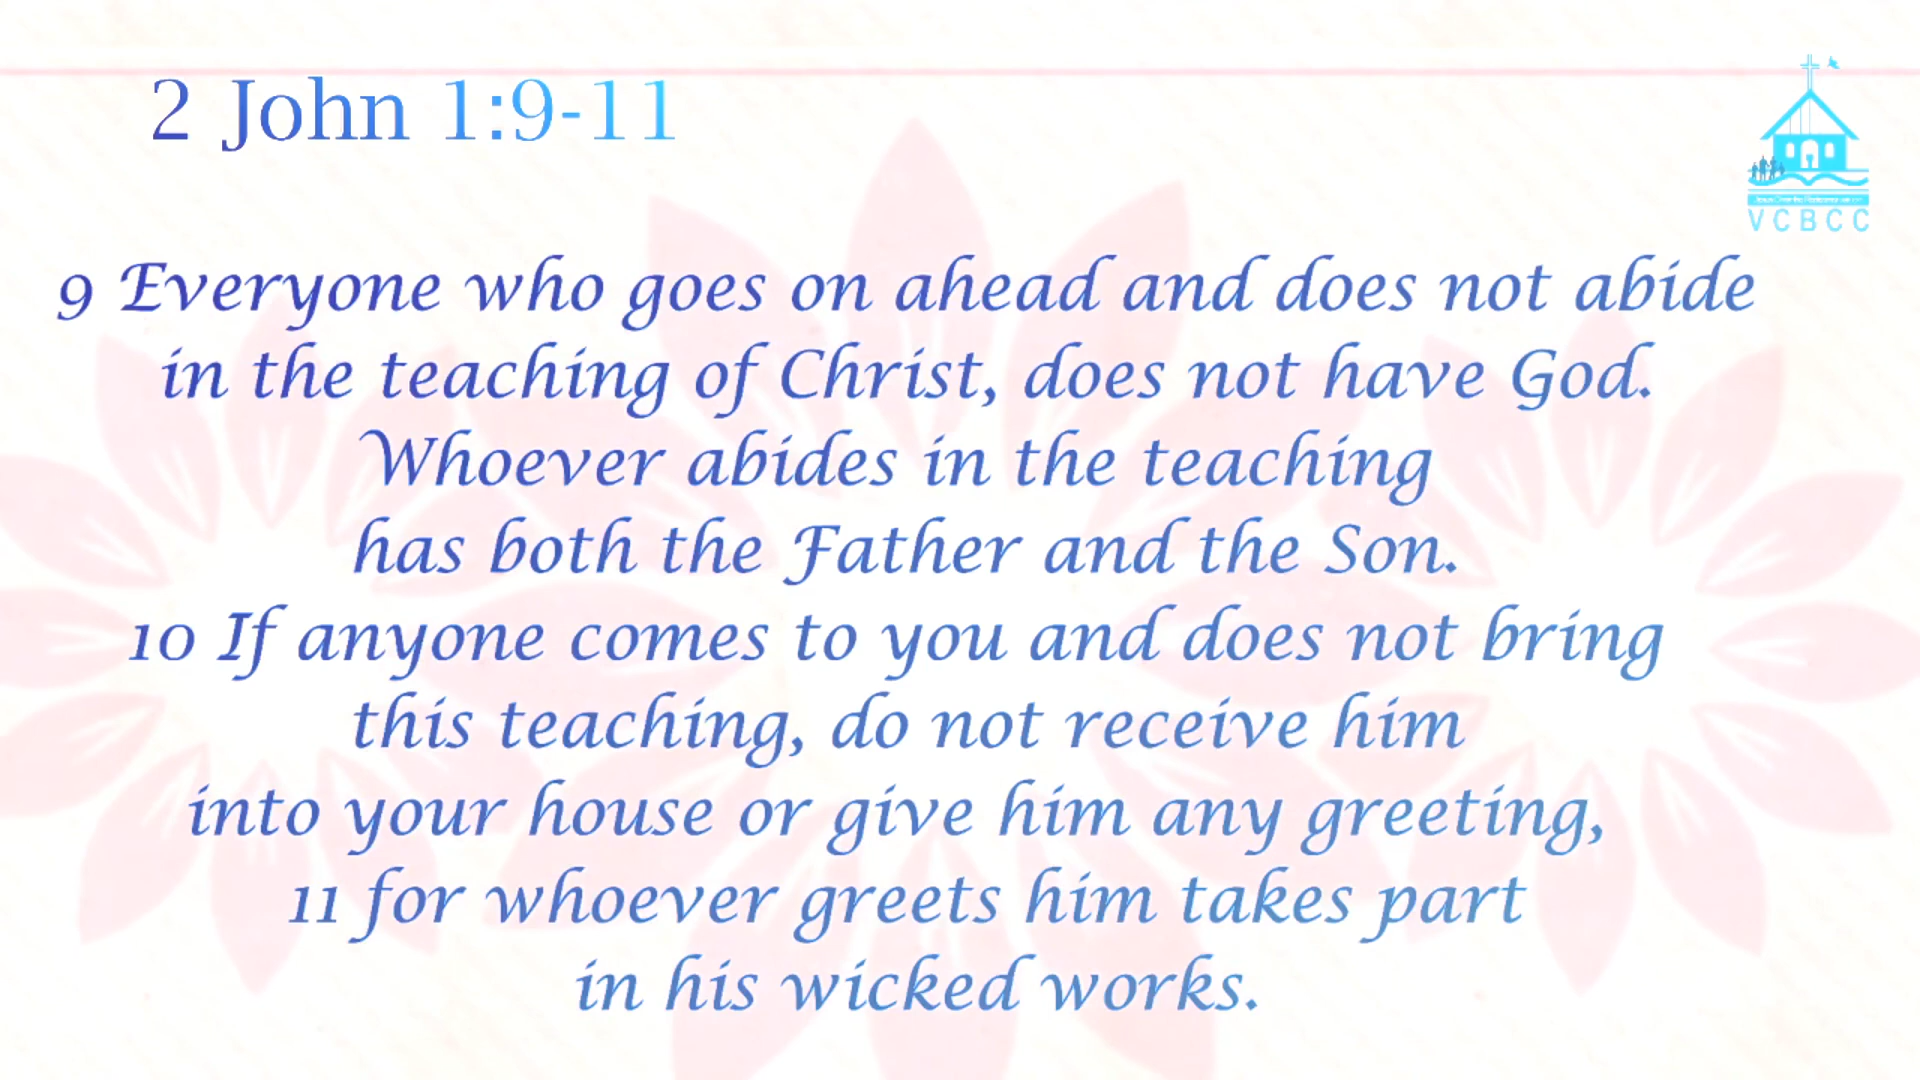 2 John 1:9-11
VCBCC
9 Everyone who goes on ahead and does not abide
in the teaching of Christ, does not have God.
Whoever abides in the teaching
has both the Father and the Son.
10 If anyone comes to you and does not bring
this teaching, do not receive him
into your house or give him any greeting,
11 for whoever greets him takes part
in his wicked works.